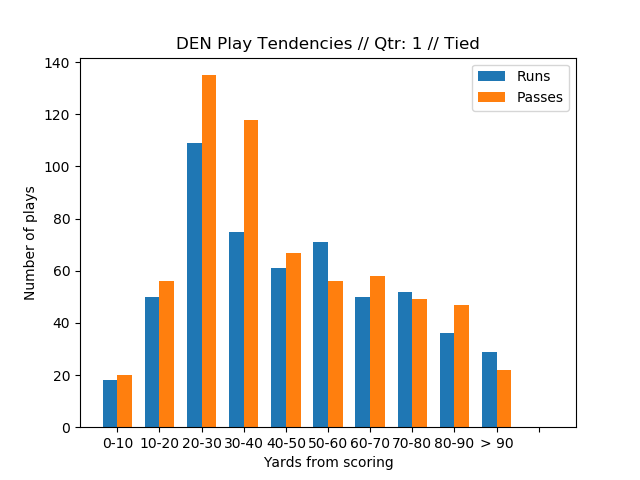 DEN Play Tendencies // Qtr: 1 // Tied
Runs
Passes
Number of plays
140
120
100
80
60
40
20
0
0-10 10-20 20-30 30-40 40-50 50-60 60-70 70-80 80-90 > 90
Yards from scoring